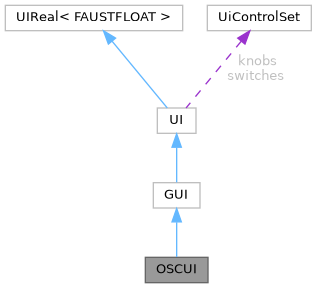 UIReal< FAUSTFLOAT >
UiControlSet
knobs
switches
UI
GUI
OSCUI